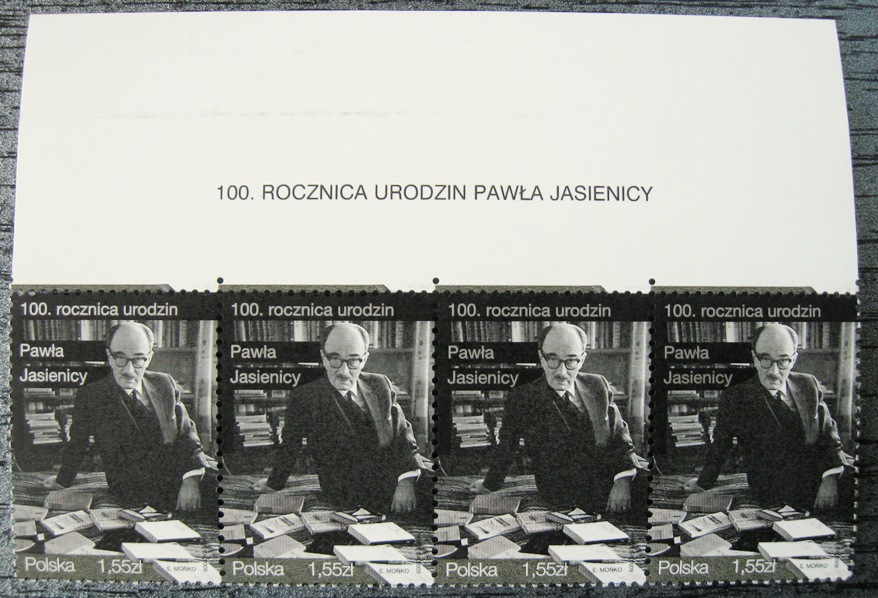 100. ROCZNICA URODZIN PAWŁA JASIENICY
100. rocznica urodzin
Pawła
Jasienicy
Polska 1,55zł
E. MOŃKO
100. rocznica urodzin
Pawła
Jasienicy
Polska 1,55zł
E. MOŃKO
100. rocznica urodzin
Pawła
Jasienicy
Polska 1,55zł
E. MOŃKO
100. rocznica urodzin
Pawła
Jasienicy
Polska 1,55zł
E. MOŃKO